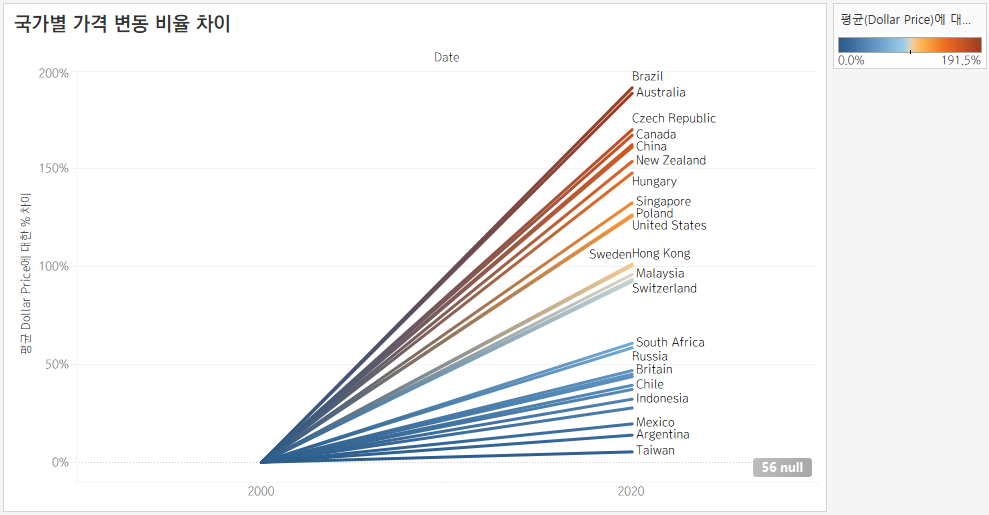 국가별 가격 변동 비율 차이
Date
200%
150%
100%
50%
0%
평균 Dollar Price에 대한 % 차이
Brazil
Australia
Czech Republic
Canada
China
New Zealand
Hungary
Singapore
Poland
United States
Sweden Hong Kong
Malaysia
Switzerland
South Africa
Russia
Britain
Chile
Indonesia
Mexico
Argentina
Taiwan
56 null
2000 2020
평균(Dollar Price)에 대...
0.0% 191.5%